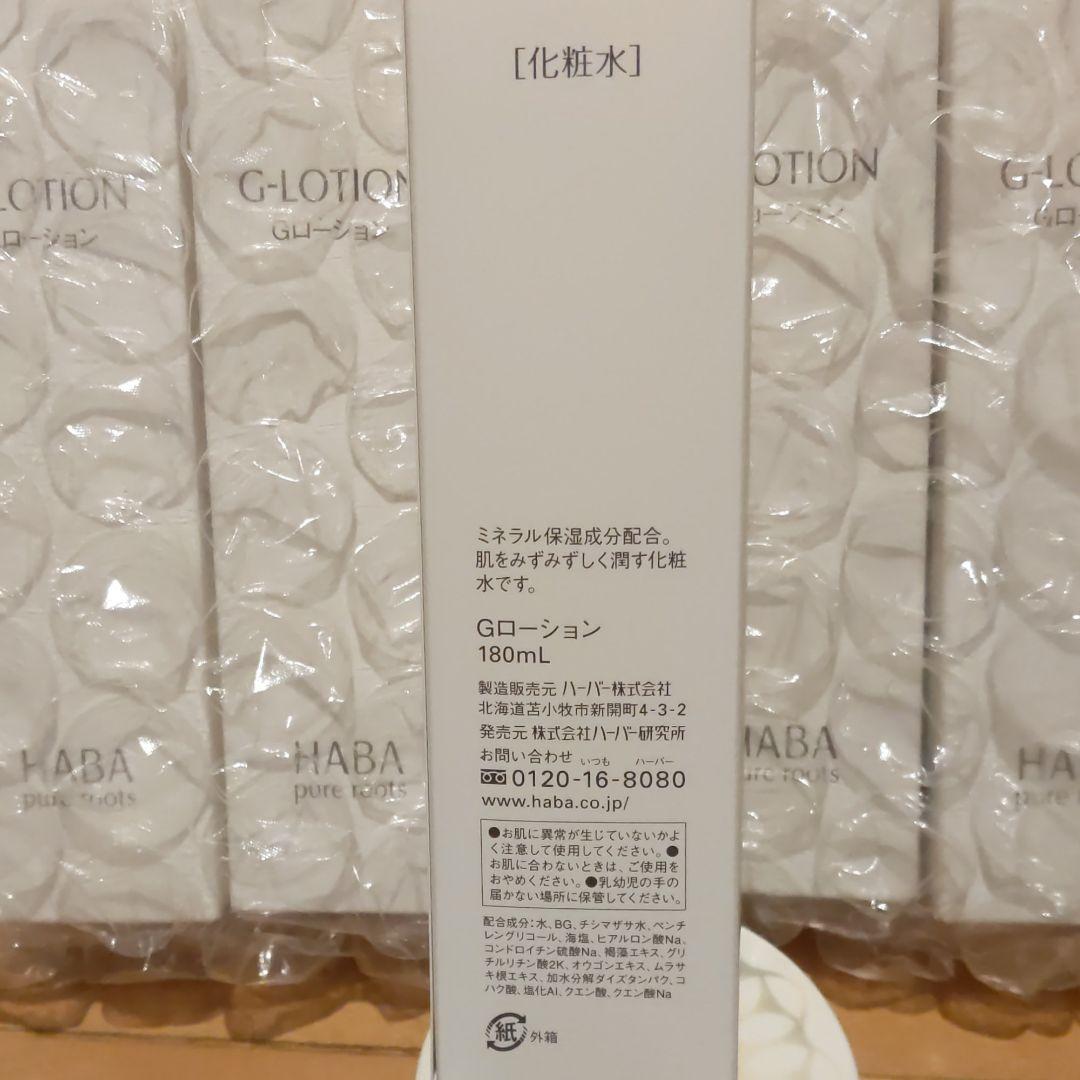 [化粧水]
ミネラル保湿成分配合。
肌をみずみずしく潤す化粧
水です。
Gローション
180mL
製造販売元 ハーバー株式会社
北海道苫小牧市新開町4-3-2
発売元 株式会社ハーバー研究所
お問い合わせ いつも ハーバー
0120-16-8080
www.haba.co.jp/
●お肌に異常が生じていないかよ
く注意して使用してください。●
お肌に合わないときは、ご使用を
おやめください。●乳幼児の手の
届かない場所に保管してください。
配合成分:水、BG、チシマザサ水、ペンチ
レングリコール、海塩、ヒアルロン酸Na、
コンドロイチン硫酸Na、褐藻エキス、グリ
チルリチン酸2K、オウゴンエキス、ムラサ
キ根エキス、加水分解ダイズタンパク、コ
ハク酸、塩化Al、クエン酸、クエン酸Na
紙 外箱
LOTION
ローション
HABA
pure roots
G-LOTION
Gローション
HABA
pure roots
OTION
ローション
HABA
pure roots
G-LO
Gロ
HA
pure